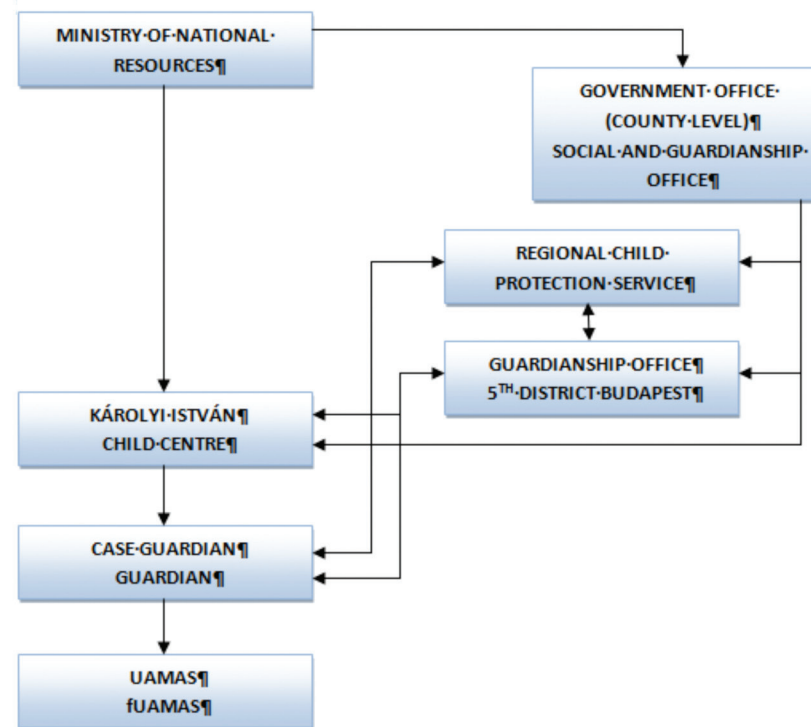 MINISTRY·OF·NATIONAL·
RESOURCES¶
GOVERNMENT·OFFICE·
(COUNTY·LEVEL)¶
SOCIAL·AND·GUARDIANSHIP·
OFFICE¶
REGIONAL·CHILD·
PROTECTION·SERVICE¶
GUARDIANSHIP·OFFICE¶
5TH·DISTRICT·BUDAPEST¶
KÁROLYI·ISTVÁN¶
CHILD·CENTRE¶
CASE·GUARDIAN¶
GUARDIAN¶
UAMAS¶
fUAMAS¶